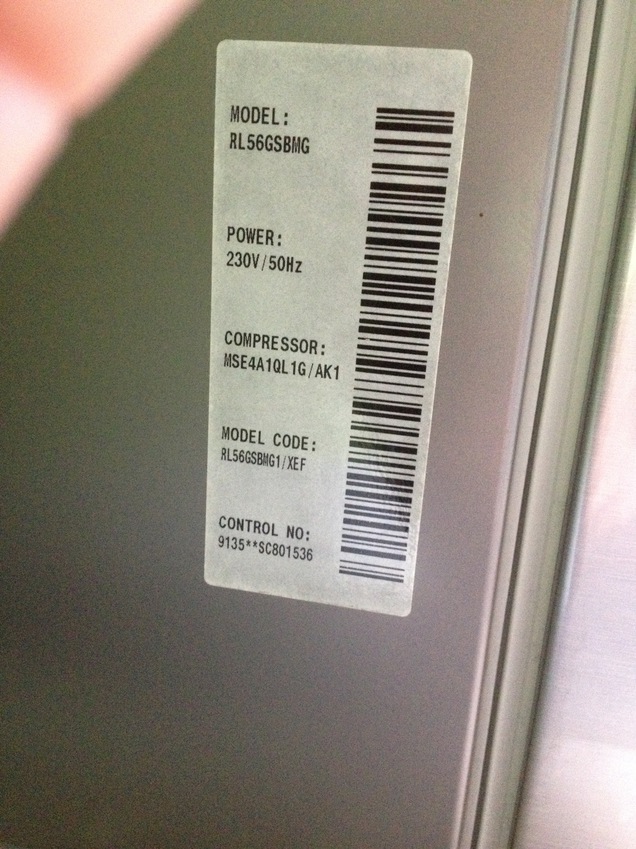 MODEL:
RL56GSBMG
POWER:
230V/50Hz
COMPRESSOR:
MSE4A1QL1G/AK1
MODEL CODE:
RL56GSBMG1/XEF
CONTROL NO:
9135**SC801536